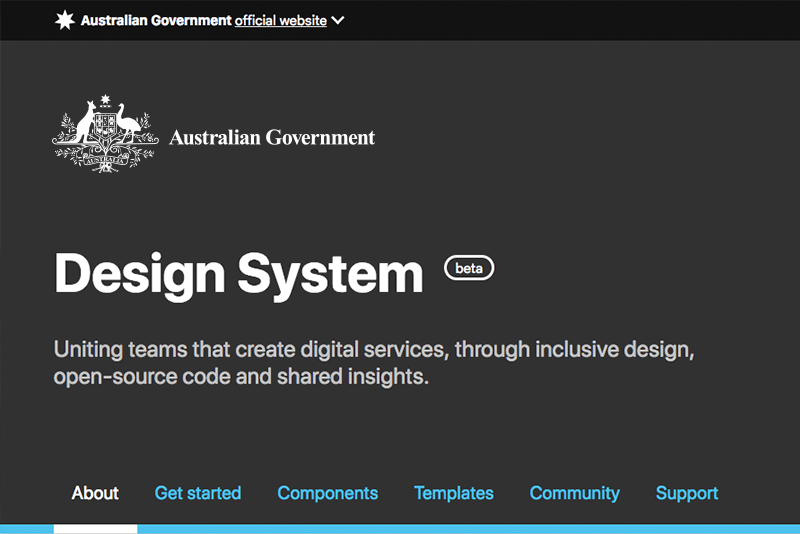 Australian Government official website
AUSTRALIA
Australian Government
Design System beta
Uniting teams that create digital services, through inclusive design,
open-source code and shared insights.
About Get started Components Templates Community Support